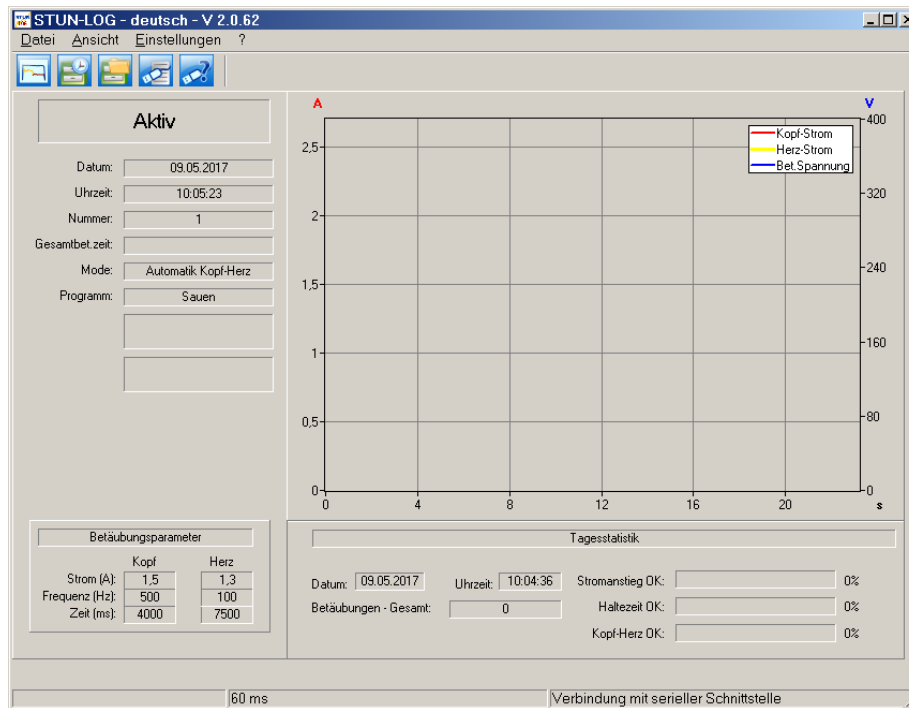 STUN-LOG - deutsch - V 2.0.62
Datei Ansicht Einstellungen ?
Aktiv
Datum: 09.05.2017
Uhrzeit: 10:05:23
Nummer: 1
Gesamtbet.zeit:
Mode: Automatik Kopf-Herz
Programm: Sauen
A
V
Kopf-Strom
Herz-Strom
Bet.Spannung
2,5
2
1,5
1
0,5
0
400
320
240
160
80
0
0 4 8 12 16 20 s
Betäubungsparameter
Kopf Herz
Strom (A): 1,5 1,3
Frequenz (Hz): 500 100
Zeit (ms): 4000 7500
Tagesstatistik
Datum: 09.05.2017 Uhrzeit: 10:04:36
Betäubungen - Gesamt: 0
Stromanstieg OK: 0%
Haltezeit OK: 0%
Kopf-Herz OK: 0%
60 ms
Verbindung mit serieller Schnittstelle